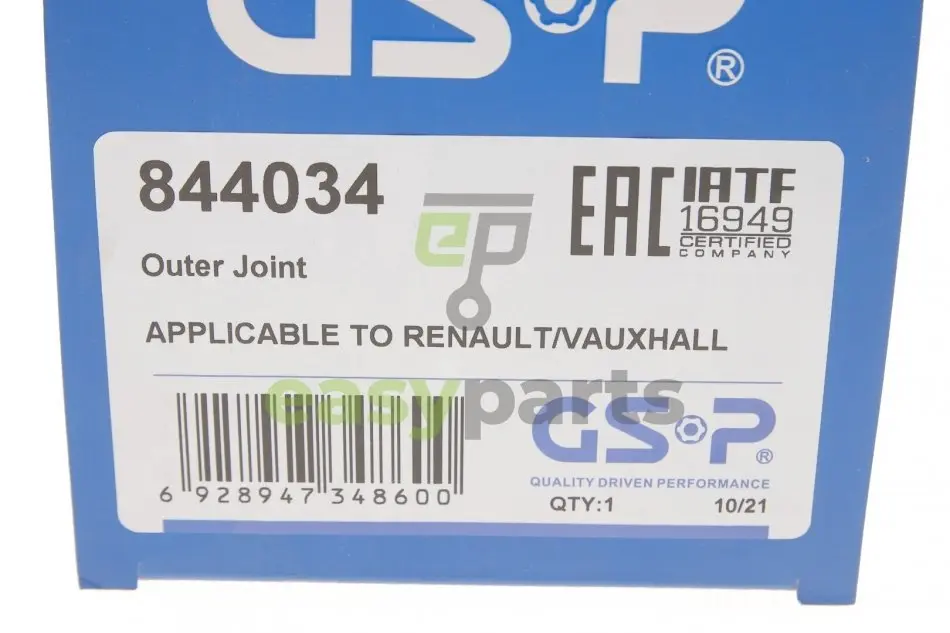 GSP®
844034
EAC
IATF
16949
CERTIFIED
COMPANY
ep
Outer Joint
APPLICABLE TO RENAULT/VAUXHALL
easyparts
GSP®
QUALITY DRIVEN PERFORMANCE
6 928947 348600
QTY:1 10/21